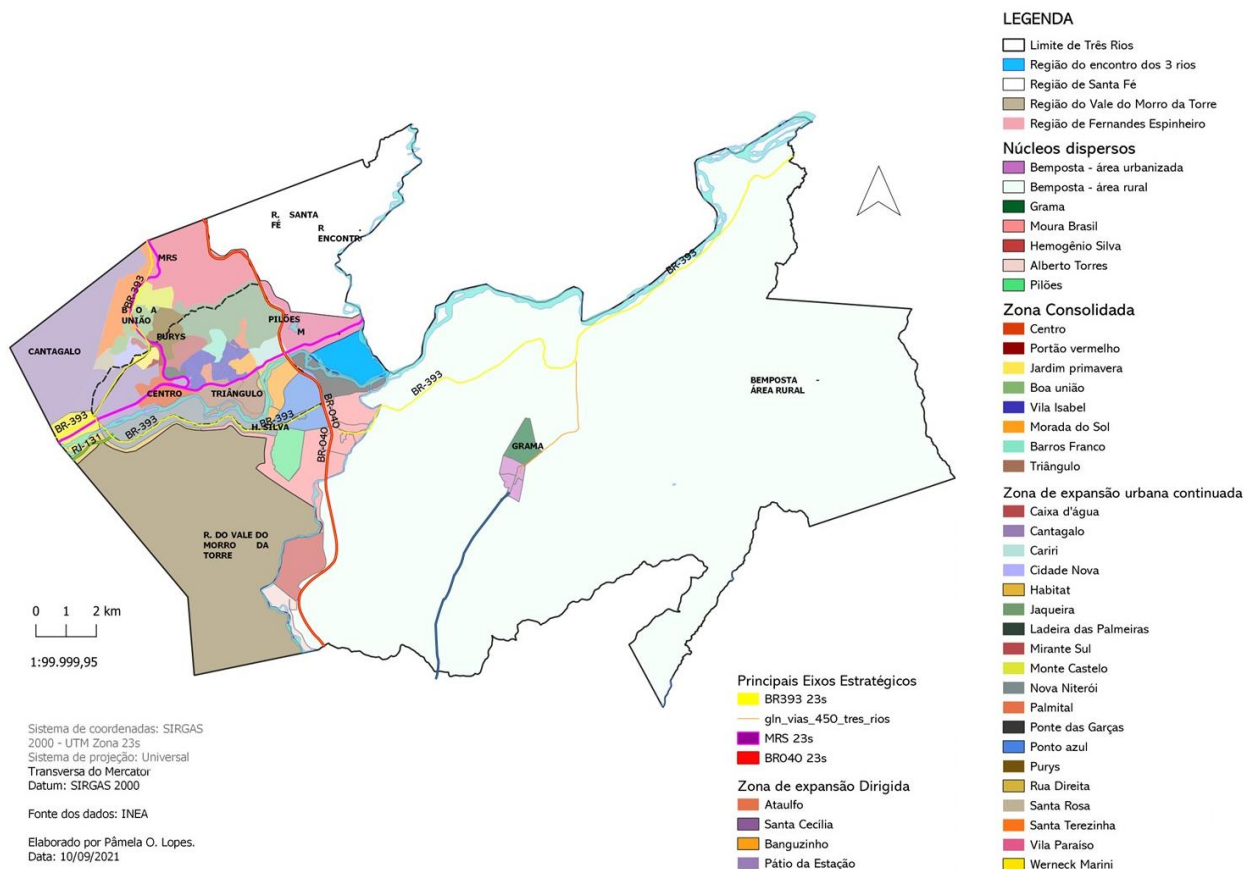 LEGENDA
Limite de Três Rios
Região do encontro dos 3 rios
Região de Santa Fé
Região do Vale do Morro da Torre
Região de Fernandes Espinheiro
Núcleos dispersos
Bemposta - área urbanizada
Bemposta - área rural
Grama
Moura Brasil
Hemogênio Silva
Alberto Torres
Pilões
Zona Consolidada
Centro
Portão vermelho
Jardim primavera
Boa união
Vila Isabel
Morada do Sol
Barros Franco
Triângulo
Zona de expansão urbana continuada
Caixa d'água
Cantagalo
Cariri
Cidade Nova
Habitat
Jaqueira
Ladeira das Palmeiras
Mirante Sul
Monte Castelo
Nova Niterói
Palmital
Ponte das Garças
Ponto azul
Purys
Rua Direita
Santa Rosa
Santa Terezinha
Vila Paraíso
Werneck Marini
R. SANTA
FÉ
R
ENCONTR
MRS
BR-393
BOA
UNIÃO
PURYS
PILÕES
M
CANTAGALO
CENTRO
TRIÂNGULO
BR-393
BR-393
BR-393
RJ-131
H. SILVA
BR-040
BR-040
BR-393
BR-393
GRAMA
BEMPOSTA
ÁREA RURAL
R. DO VALE DO
MORRO DA
TORRE
0 1 2 km
1:99.999,95
Principais Eixos Estratégicos
BR393 23s
gln_vias_450_tres_rios
MRS 23s
BR040 23s
Zona de expansão Dirigida
Ataulfo
Santa Cecília
Banguzinho
Pátio da Estação
Sistema de coordenadas: SIRGAS
2000 - UTM Zona 23s
Sistema de projeção: Universal
Transversa do Mercator
Datum: SIRGAS 2000
Fonte dos dados: INEA
Elaborado por Pâmela O. Lopes.
Data: 10/09/2021